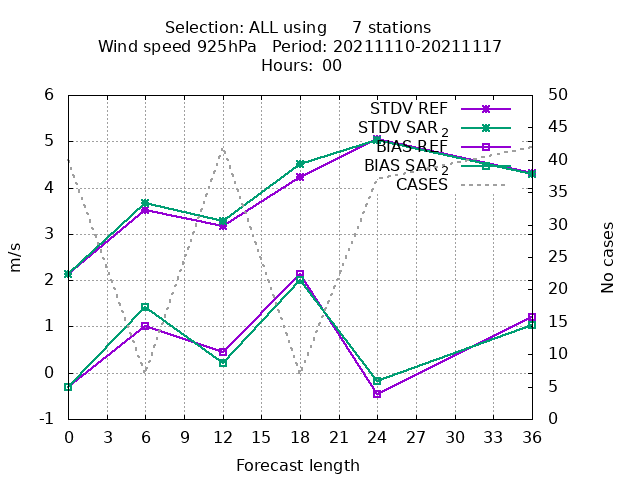 Selection: ALL using 7 stations
Wind speed 925hPa Period: 20211110-20211117
Hours: 00
STDV REF
STDV SAR 2
BIAS REF
BIAS SAR 2
CASES
6
5
4
3
2
1
0
-1
m/s
50
45
40
35
30
25
20
15
10
5
0
No cases
0 3 6 9 12 15 18 21 24 27 30 33 36
Forecast length